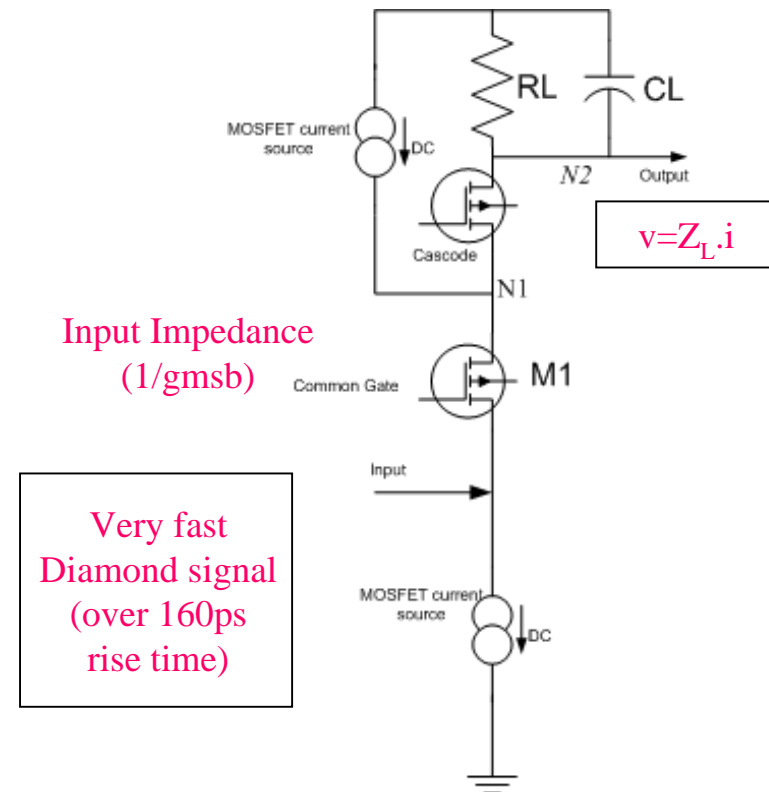 RL
CL
MOSFET current
source
DC
N2
Output
Cascode
v=Z_L.i
N1
Input Impedance
(1/gmsb)
Common Gate
M1
Input
Very fast
Diamond signal
(over 160ps
rise time)
MOSFET current
source
DC